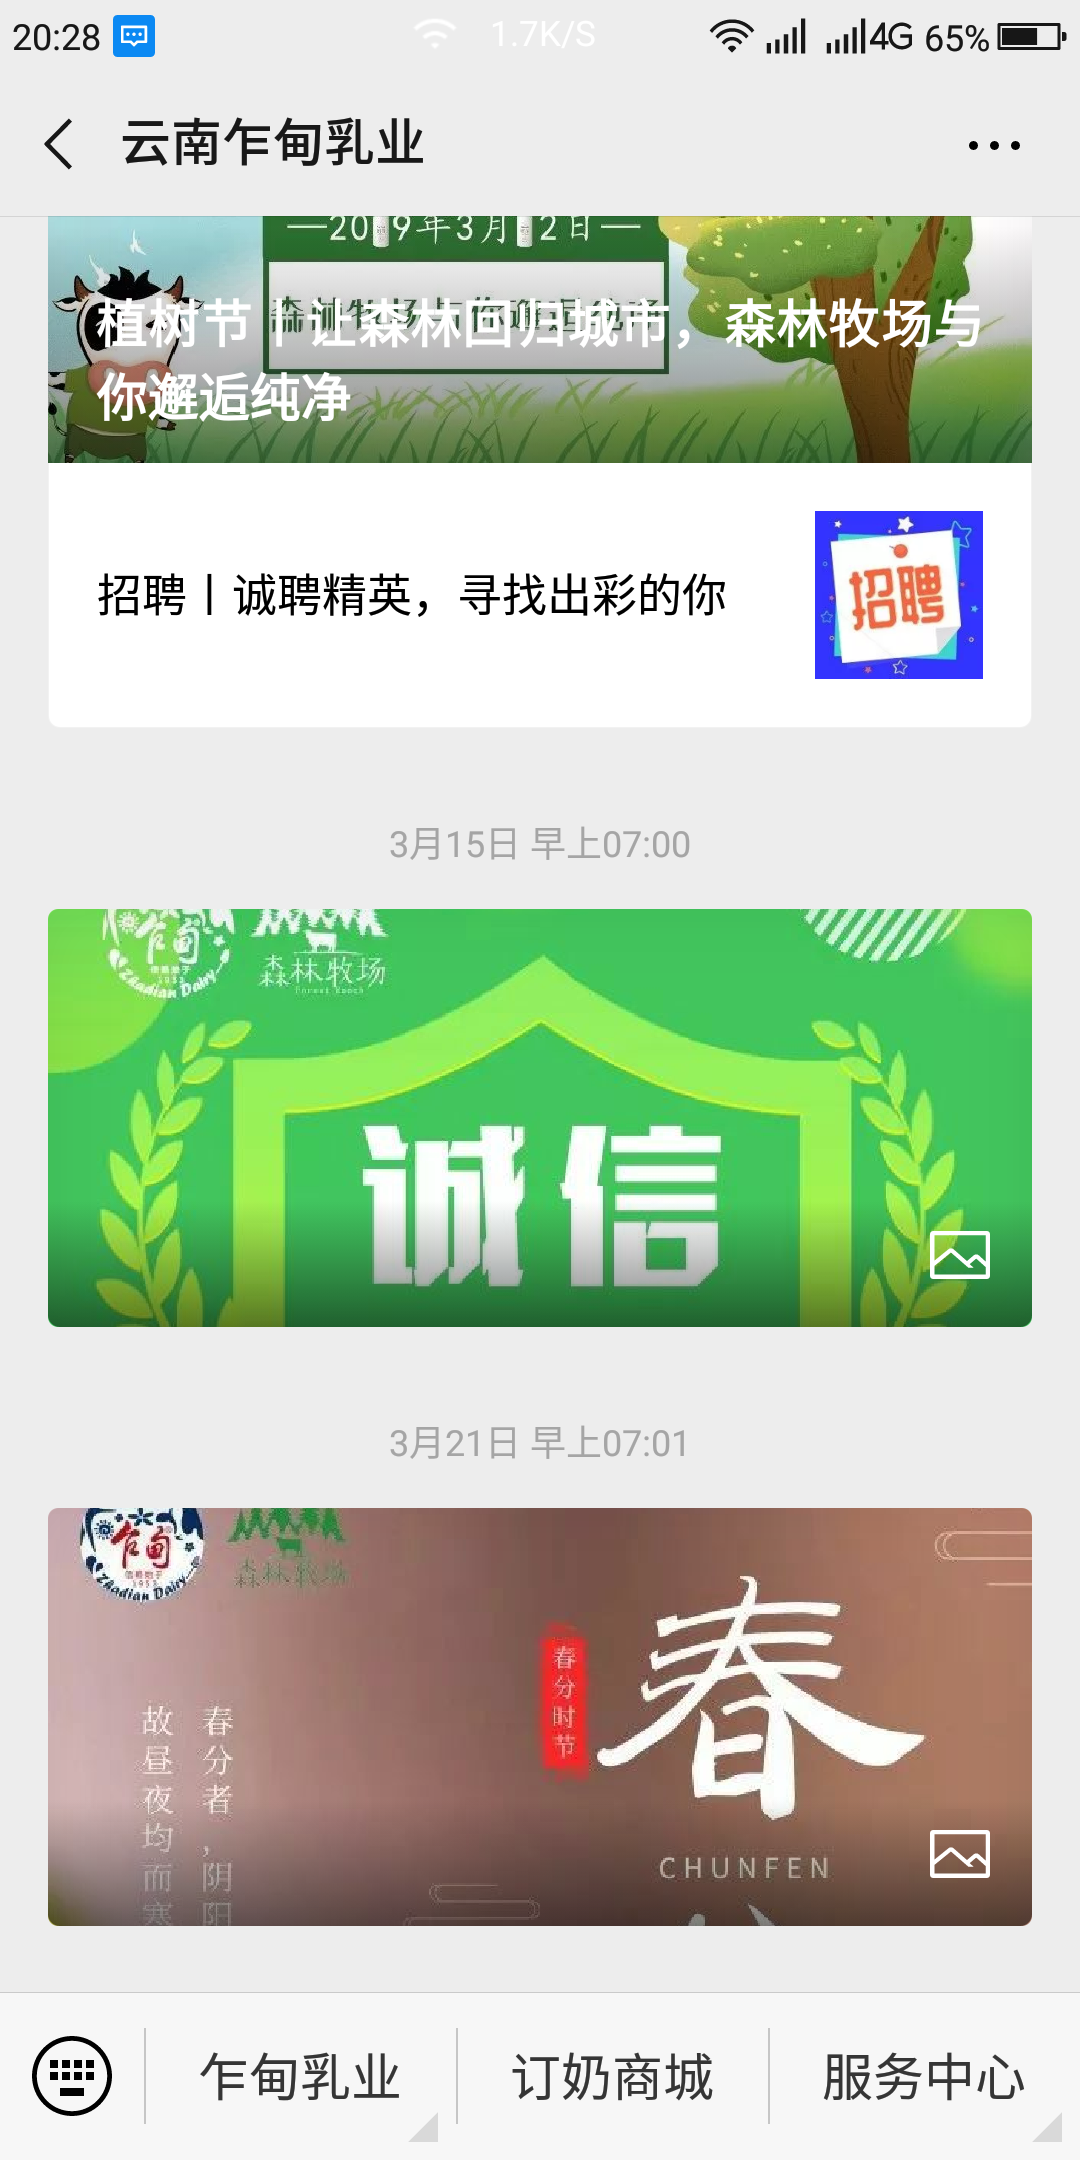 20:28
1.7K/S
4G 65%
云南乍甸乳业
2019年3月12日
植树节丨让森林回归城市，森林牧场与
你邂逅纯净
招聘丨诚聘精英，寻找出彩的你
招聘
3月15日 早上07:00
乍甸
Zhadian Dairy
森林牧场
Forest Ranch
诚信
3月21日 早上07:01
乍甸
1953
Zhadian Dairy
森林牧场
春
春分时节
春分者，阴阳
故昼夜均而寒
CHUNFEN
乍甸乳业
订奶商城
服务中心